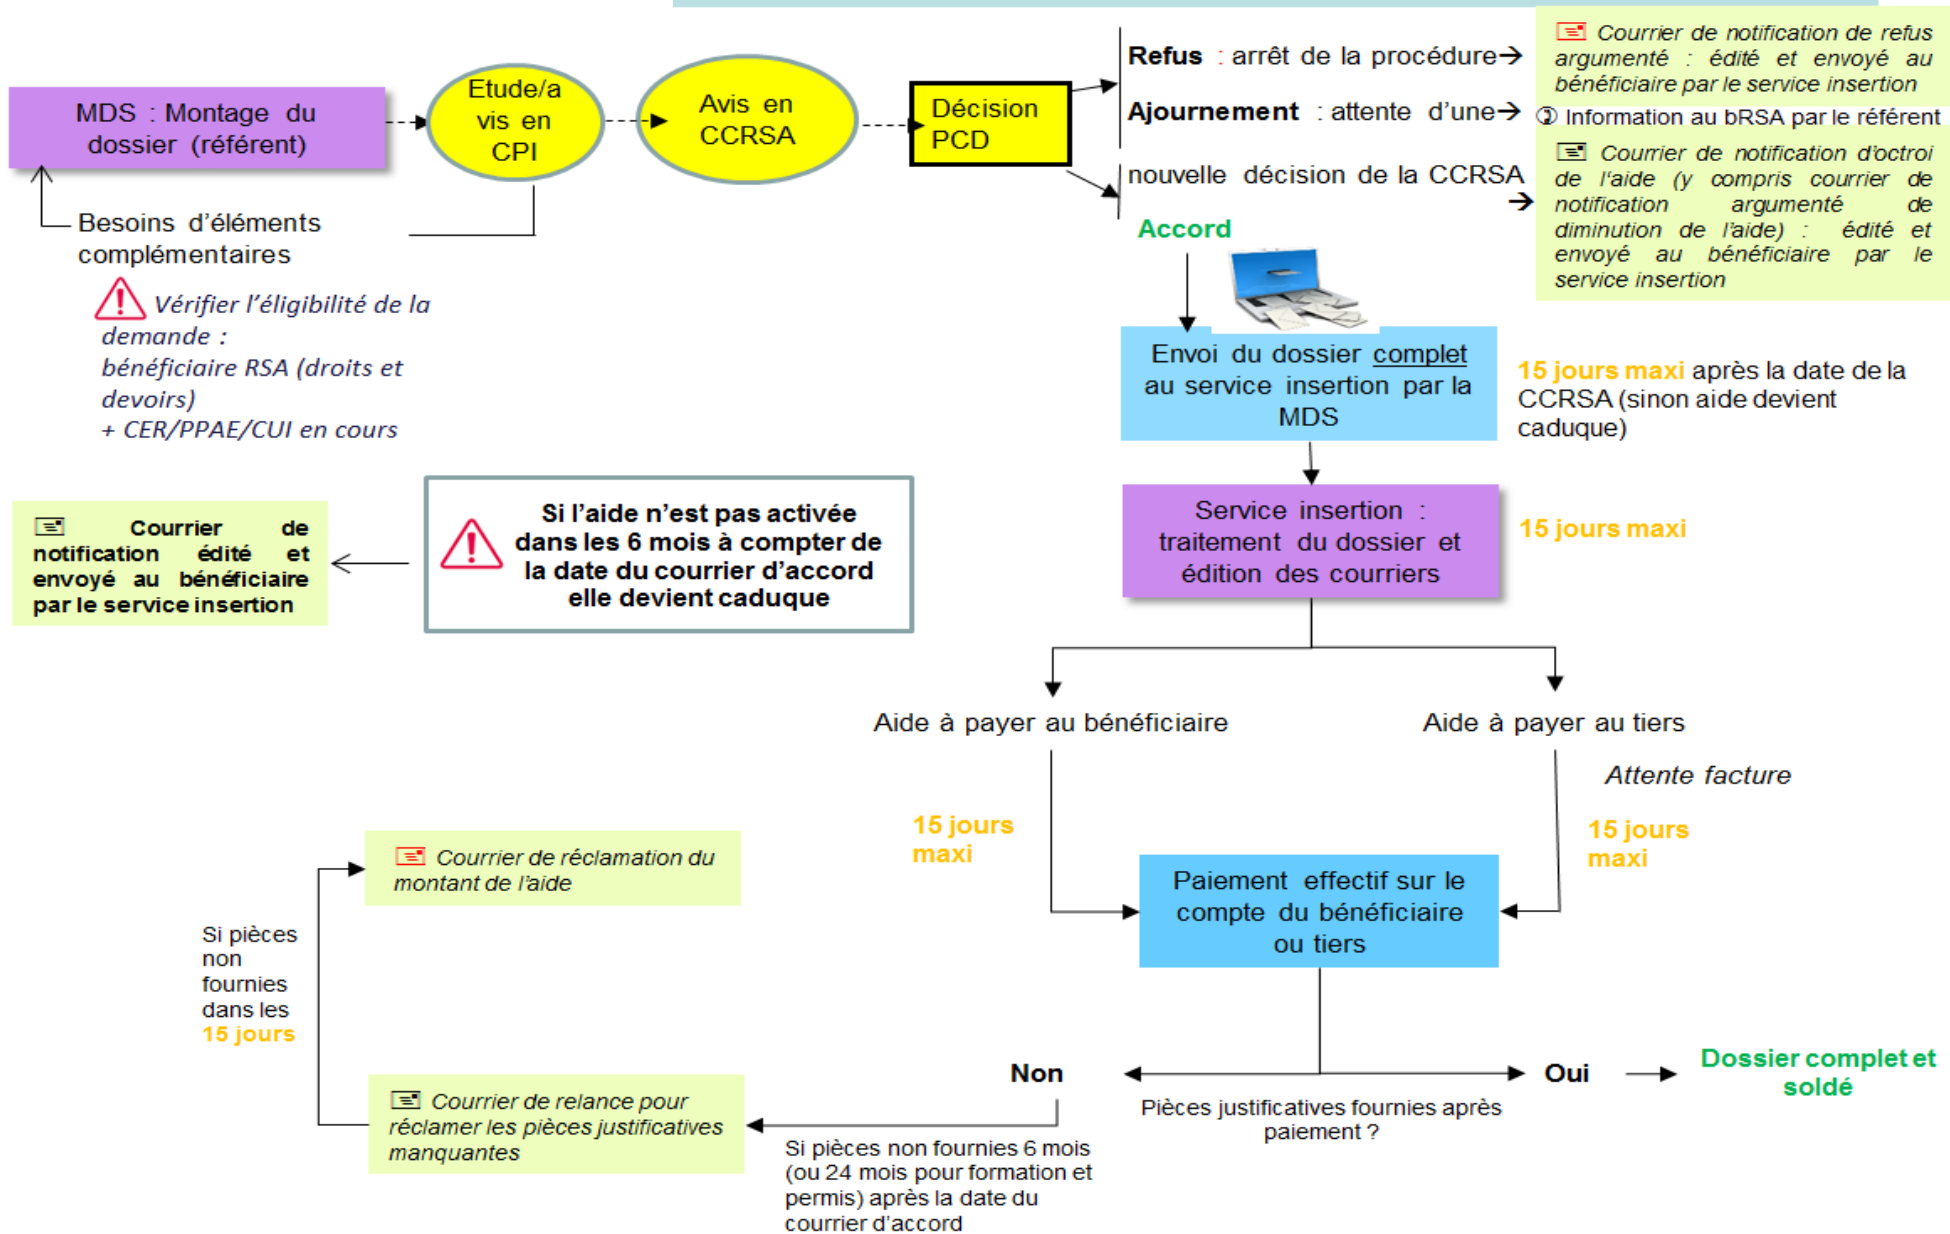 MDS : Montage du
dossier (référent)
Etude/a
vis en
CPI
Avis en
CCRSA
Décision
PCD
Refus : arrêt de la procédure→
Ajournement : attente d'une→
nouvelle décision de la CCRSA
→
Accord
Courrier de notification de refus
argumenté : édité et envoyé au
bénéficiaire par le service insertion
Information au bRSA par le référent
Courrier de notification d'octroi
de l'aide (y compris courrier de
notification argumenté de
diminution de l'aide) : édité et
envoyé au bénéficiaire par le
service insertion
Besoins d'éléments
complémentaires
Vérifier l'éligibilité de la
demande :
bénéficiaire RSA (droits et
devoirs)
+ CER/PPAE/CUI en cours
Envoi du dossier complet
au service insertion par la
MDS
15 jours maxi après la date de la
CCRSA (sinon aide devient
caduque)
Courrier de
notification édité et
envoyé au bénéficiaire
par le service insertion
Si l'aide n'est pas activée
dans les 6 mois à compter de
la date du courrier d'accord
elle devient caduque
Service insertion :
traitement du dossier et
édition des courriers
15 jours maxi
Aide à payer au bénéficiaire
Aide à payer au tiers
Attente facture
15 jours
maxi
15 jours
maxi
Paiement effectif sur le
compte du bénéficiaire
ou tiers
Courrier de réclamation du
montant de l'aide
Si pièces
non
fournies
dans les
15 jours
Non
Oui
Dossier complet et
soldé
Pièces justificatives fournies après
paiement ?
Courrier de relance pour
réclamer les pièces justificatives
manquantes
Si pièces non fournies 6 mois
(ou 24 mois pour formation et
permis) après la date du
courrier d'accord